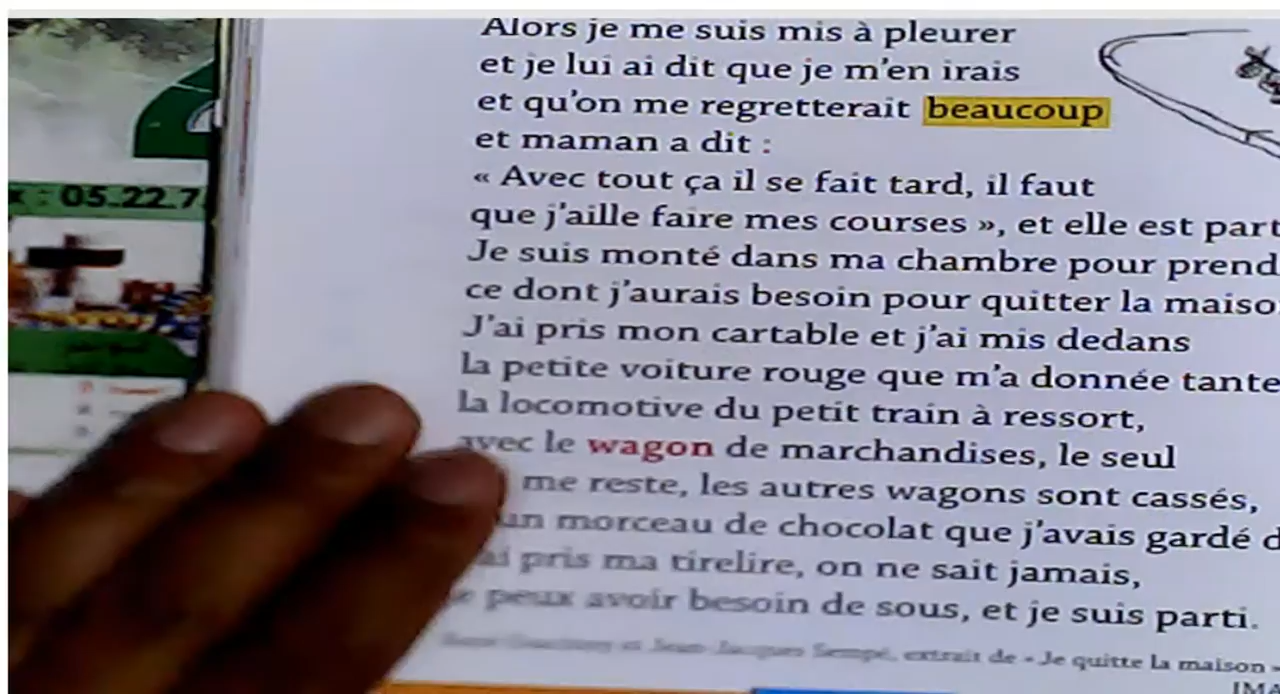 x : 05.22.7
Alors je me suis mis à pleurer
et je lui ai dit que je m'en irais
et qu'on me regretterait beaucoup
et maman a dit :
« Avec tout ça il se fait tard, il faut
que j'aille faire mes courses », et elle est part
Je suis monté dans ma chambre pour prend
ce dont j'aurais besoin pour quitter la maiso
J'ai pris mon cartable et j'ai mis dedans
la petite voiture rouge que m'a donnée tante
la locomotive du petit train à ressort,
avec le wagon de marchandises, le seul
me reste, les autres wagons sont cassés,
un morceau de chocolat que j'avais gardé d
ai pris ma tirelire, on ne sait jamais,
e peux avoir besoin de sous, et je suis parti.
et Jean-Jacques Sempé, extrait de « Je quitte la maison »
IMA